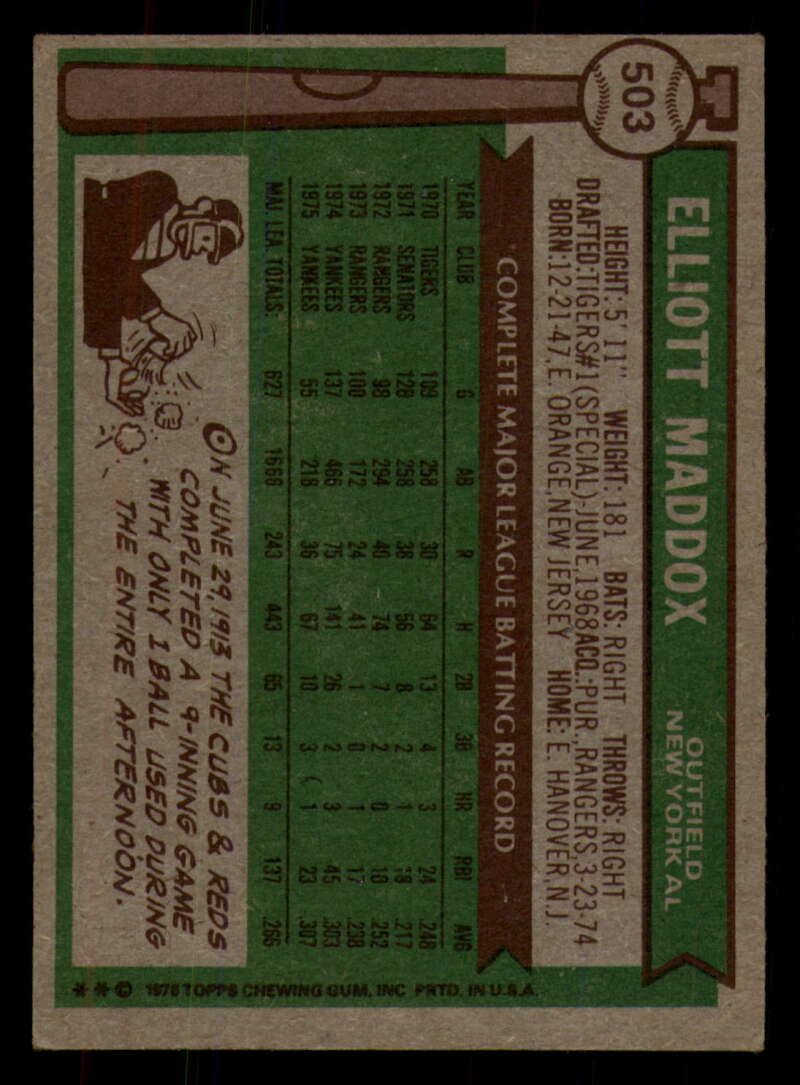 503
ELLIOTT MADDOX
OUTFIELD
NEW YORK AL
HEIGHT: 5' 11" WEIGHT: 181 BATS: RIGHT THROWS: RIGHT
DRAFTED:TIGERS#1(SPECIAL)-JUNE,1968ACQ.:PUR.,RANGERS,3-23-74
BORN:12-21-47,E. ORANGE,NEW JERSEY HOME: E. HANOVER,N.J.
COMPLETE MAJOR LEAGUE BATTING RECORD
YEAR CLUB G AB R H 2B 3B HR RBI AVG
1970 TIGERS 109 258 30 64 13 4 3 24 .248
1971 SENATORS 128 258 38 56 8 2 1 18 .217
1972 RANGERS 98 294 40 74 7 2 0 10 .252
1973 RANGERS 100 172 24 41 1 0 1 17 .238
1974 YANKEES 137 466 75 141 26 2 3 45 .303
1975 YANKEES 55 218 36 67 10 3 1 23 .307
MAJ. LEA. TOTALS: 627 1666 243 443 65 13 9 137 .266
ON JUNE 29, 1913 THE CUBS & REDS
COMPLETED A 9-INNING GAME
WITH ONLY 1 BALL USED DURING
THE ENTIRE AFTERNOON.
** © 1976 TOPPS CHEWING GUM, INC PRTD. IN U.S.A.